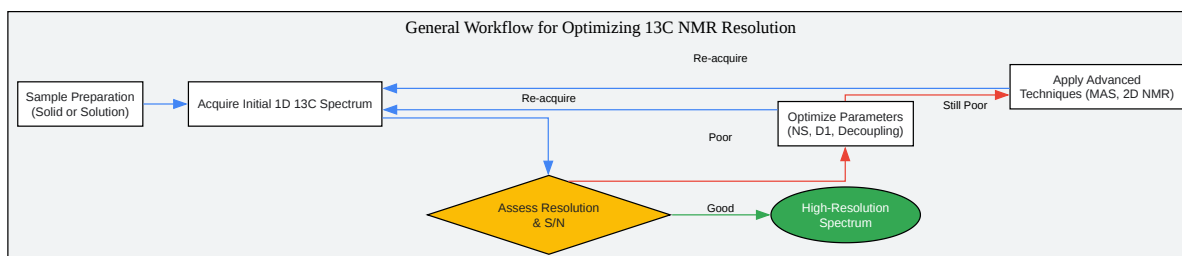 General Workflow for Optimizing 13C NMR Resolution
Re-acquire
Sample Preparation
(Solid or Solution)
Acquire Initial 1D 13C Spectrum
Re-acquire
Apply Advanced
Techniques (MAS, 2D NMR)
Still Poor
Optimize Parameters
(NS, D1, Decoupling)
Poor
Assess Resolution
& S/N
Good
High-Resolution
Spectrum